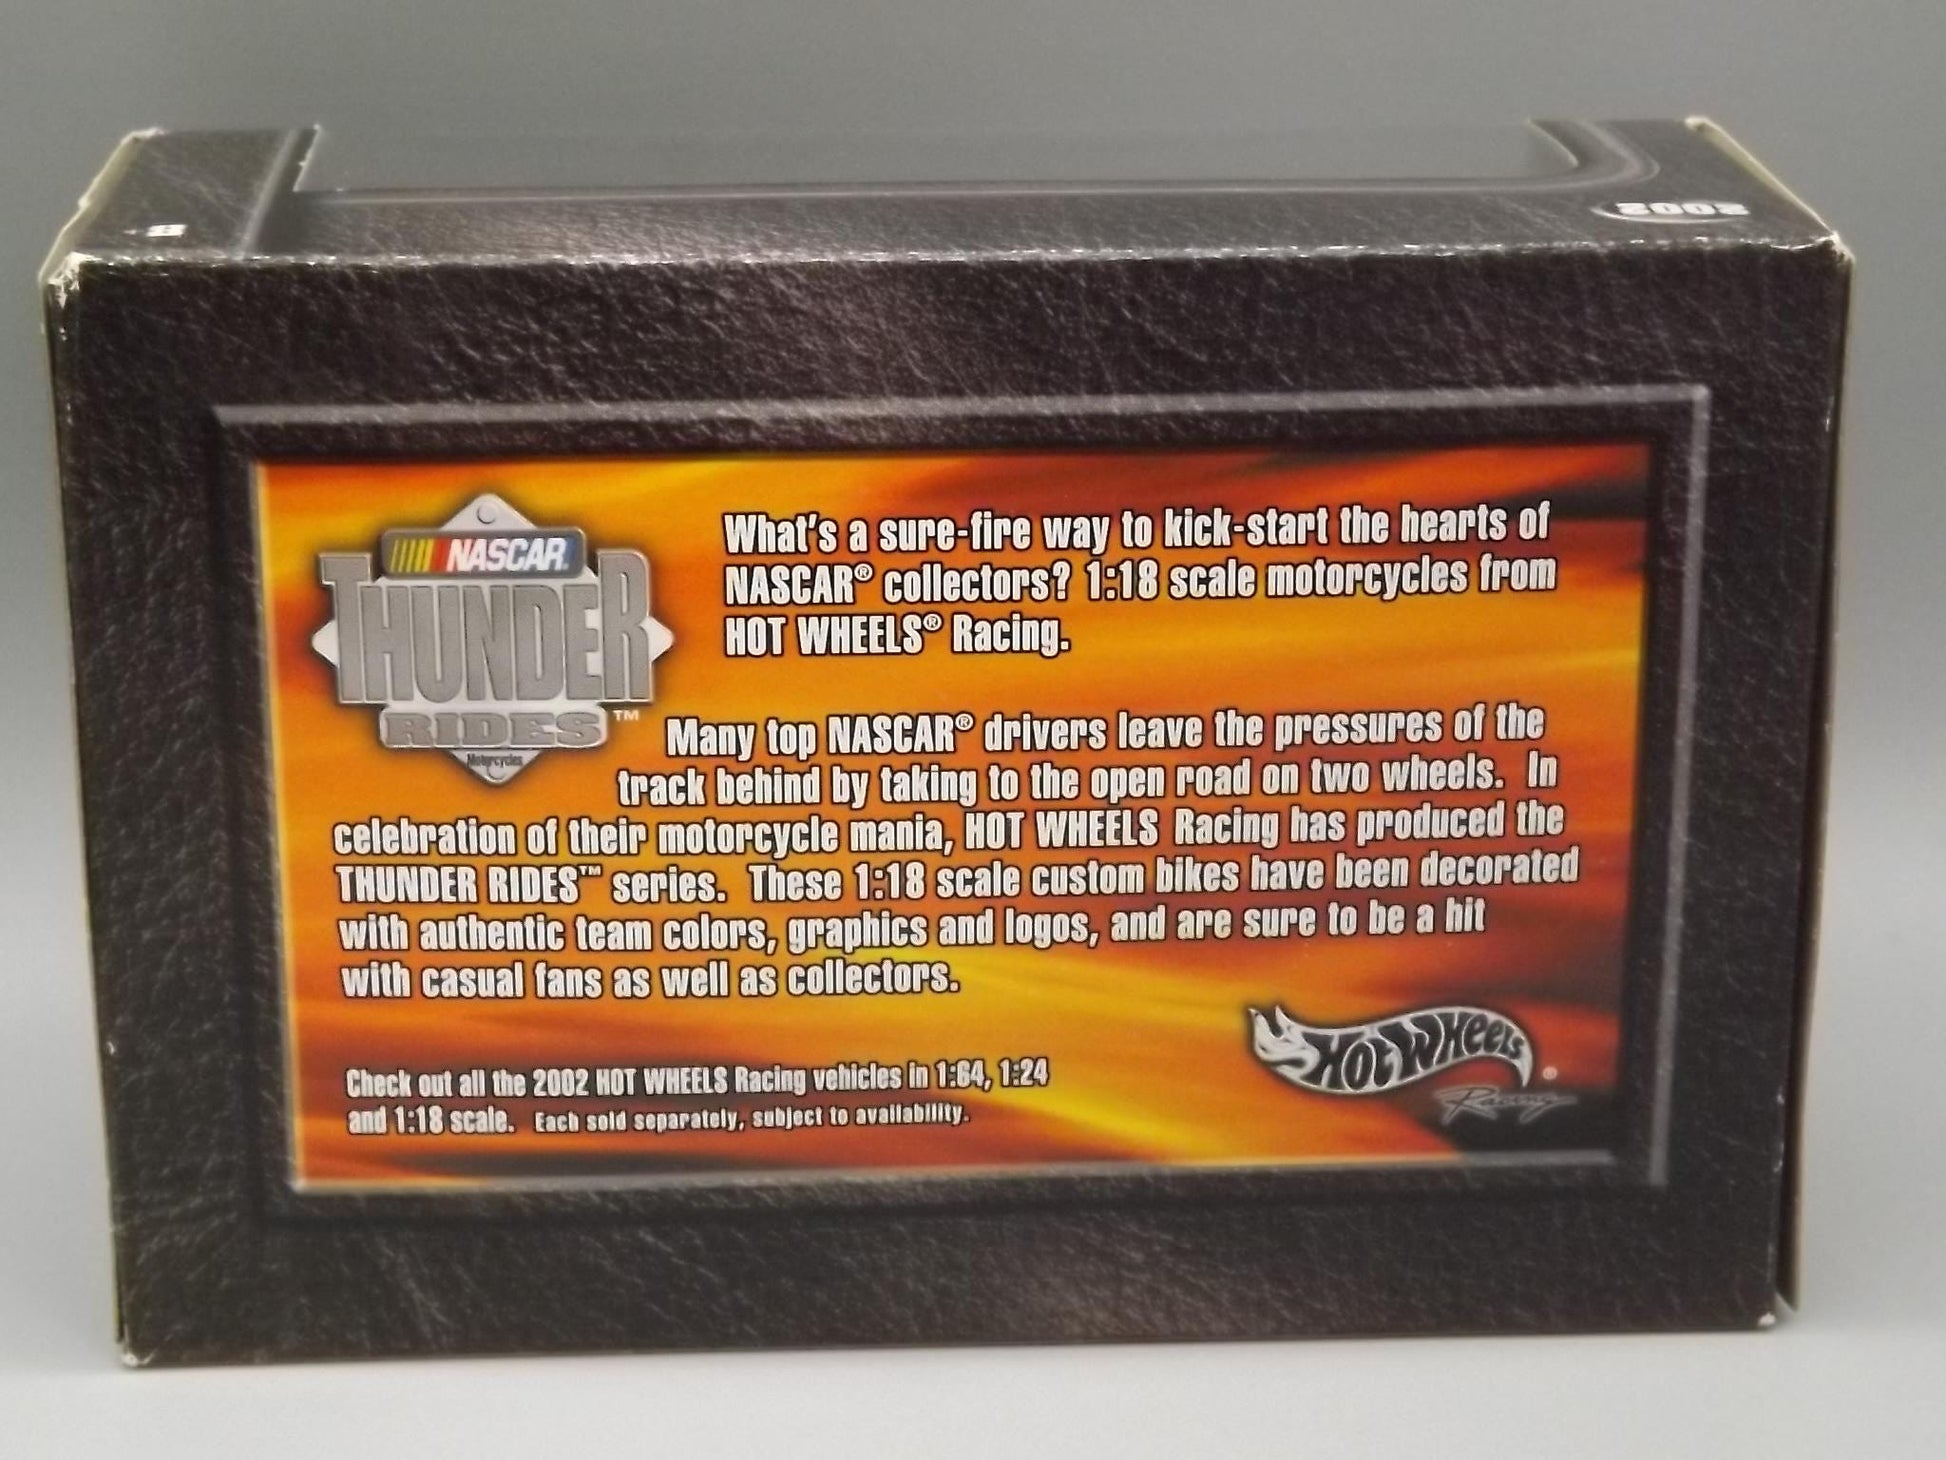 2002
NASCAR®
THUNDER
RIDES™
Motorcycles
What's a sure-fire way to kick-start the hearts of
NASCAR® collectors? 1:18 scale motorcycles from
HOT WHEELS® Racing.
Many top NASCAR® drivers leave the pressures of the
track behind by taking to the open road on two wheels. In
celebration of their motorcycle mania, HOT WHEELS Racing has produced the
THUNDER RIDES™ series. These 1:18 scale custom bikes have been decorated
with authentic team colors, graphics and logos, and are sure to be a hit
with casual fans as well as collectors.
Check out all the 2002 HOT WHEELS Racing vehicles in 1:64, 1:24
and 1:18 scale. Each sold separately, subject to availability.
Hot Wheels®
Racing